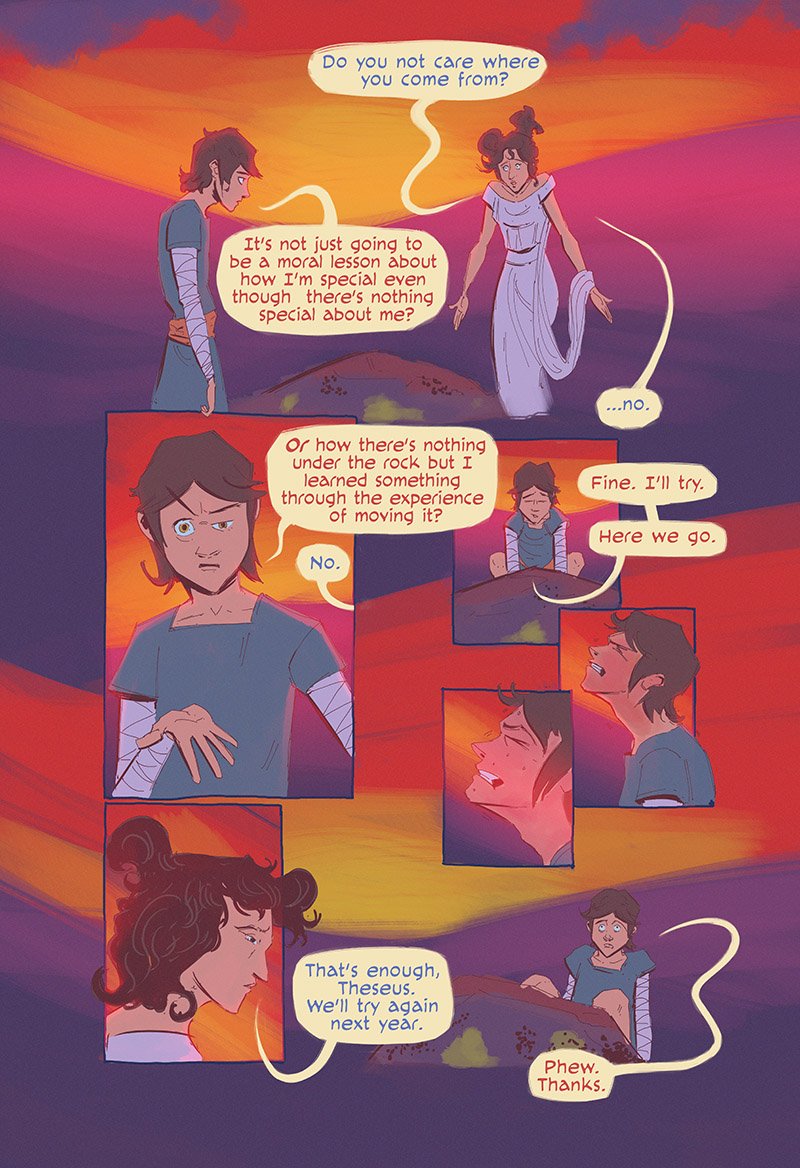 Do you not care where
you come from?
It's not just going to
be a moral lesson about
how I'm special even
though there's nothing
special about me?
...no.
Or how there's nothing
under the rock but I
learned something
through the experience
of moving it?
No.
Fine. I'll try.
Here we go.
That's enough,
Theseus.
We'll try again
next year.
Phew.
Thanks.